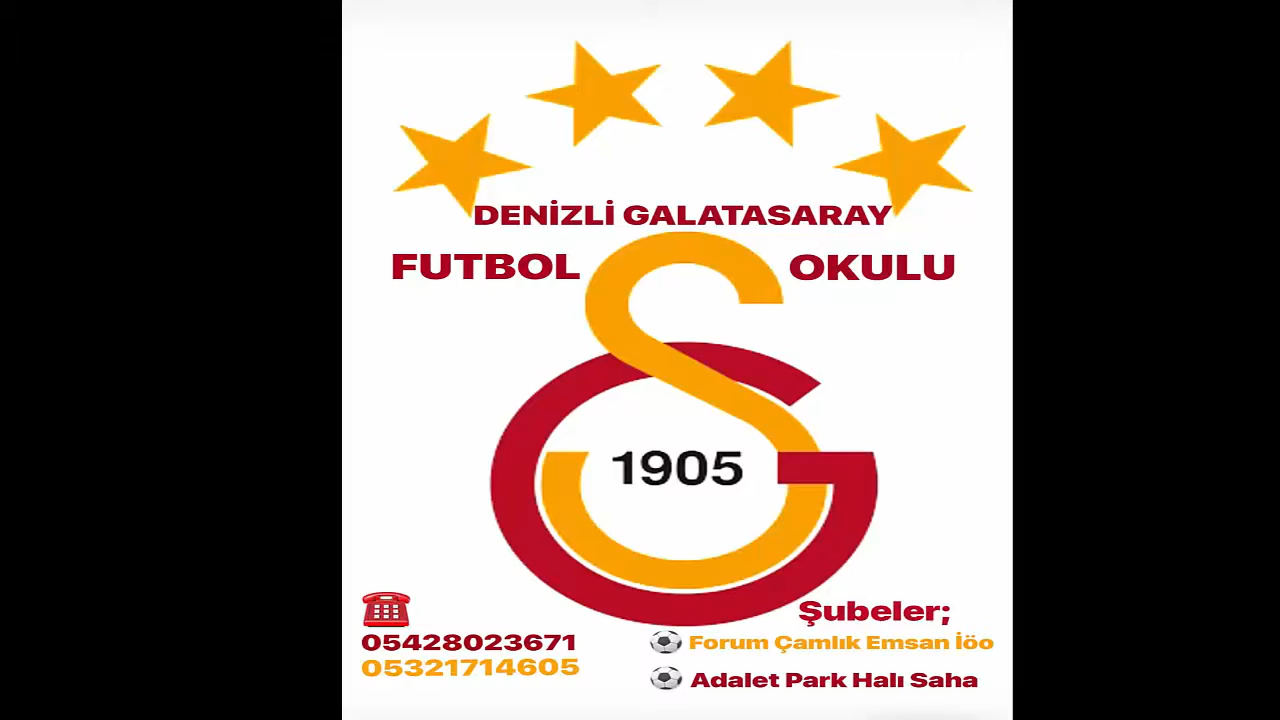 DENİZLİ GALATASARAY
FUTBOL OKULU
1905
Şubeler;
05428023671
05321714605
Forum Çamlık Emsan İöo
Adalet Park Halı Saha